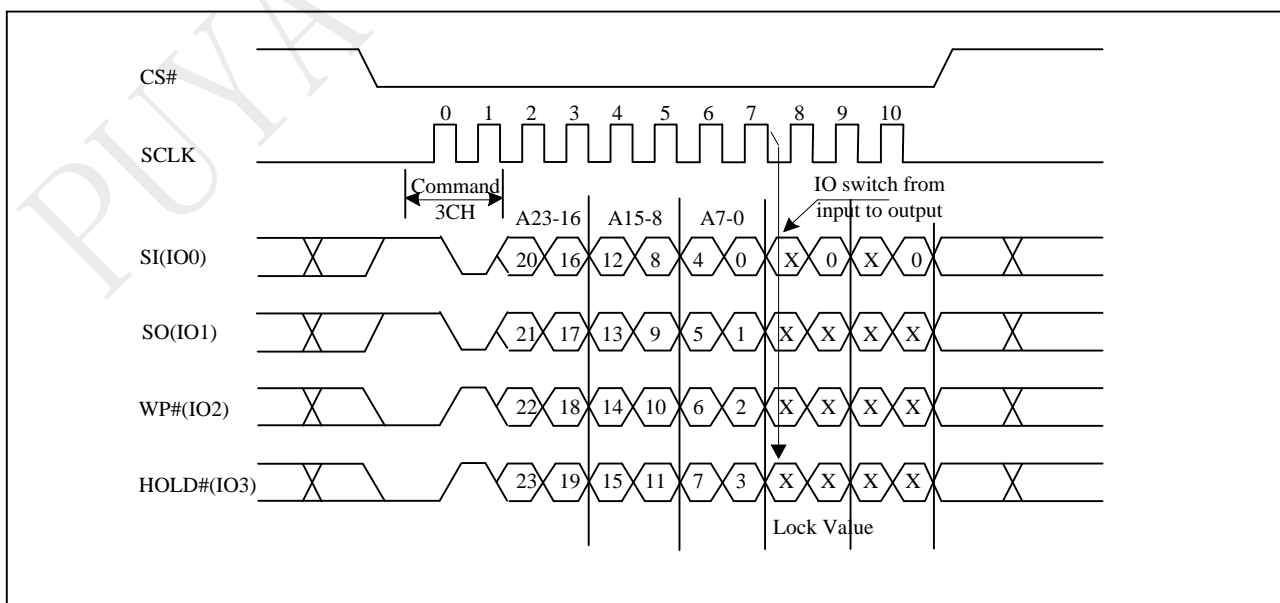 PUYA
CS#
0 1 2 3 4 5 6 7 8 9 10
SCLK
Command
3CH
IO switch from
input to output
A23-16 A15-8 A7-0
SI(IO0) 20 16 12 8 4 0 X 0 X 0
SO(IO1) 21 17 13 9 5 1 X X X X
WP#(IO2) 22 18 14 10 6 2 X X X X
HOLD#(IO3) 23 19 15 11 7 3 X X X X
Lock Value